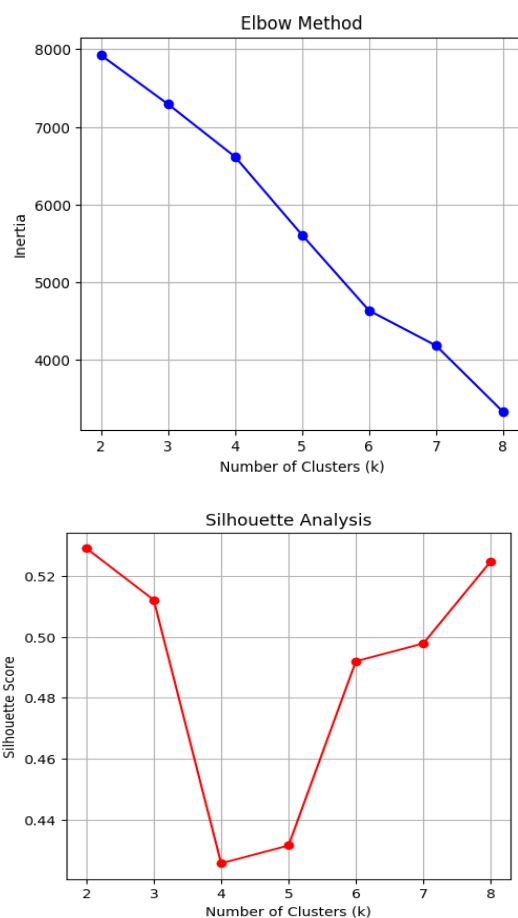 Elbow Method
8000
7000
6000
5000
4000
Inertia
2 3 4 5 6 7 8
Number of Clusters (k)
Silhouette Analysis
0.52
0.50
0.48
0.46
0.44
Silhouette Score
2 3 4 5 6 7 8
Number of Clusters (k)